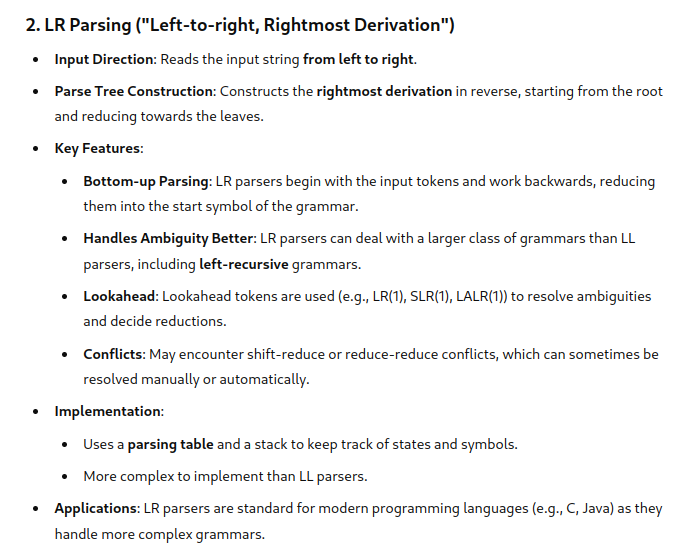 2. LR Parsing ("Left-to-right, Rightmost Derivation")
• Input Direction: Reads the input string from left to right.
• Parse Tree Construction: Constructs the rightmost derivation in reverse, starting from the root
and reducing towards the leaves.
• Key Features:
• Bottom-up Parsing: LR parsers begin with the input tokens and work backwards, reducing
them into the start symbol of the grammar.
• Handles Ambiguity Better: LR parsers can deal with a larger class of grammars than LL
parsers, including left-recursive grammars.
• Lookahead: Lookahead tokens are used (e.g., LR(1), SLR(1), LALR(1)) to resolve ambiguities
and decide reductions.
• Conflicts: May encounter shift-reduce or reduce-reduce conflicts, which can sometimes be
resolved manually or automatically.
• Implementation:
• Uses a parsing table and a stack to keep track of states and symbols.
• More complex to implement than LL parsers.
• Applications: LR parsers are standard for modern programming languages (e.g., C, Java) as they
handle more complex grammars.